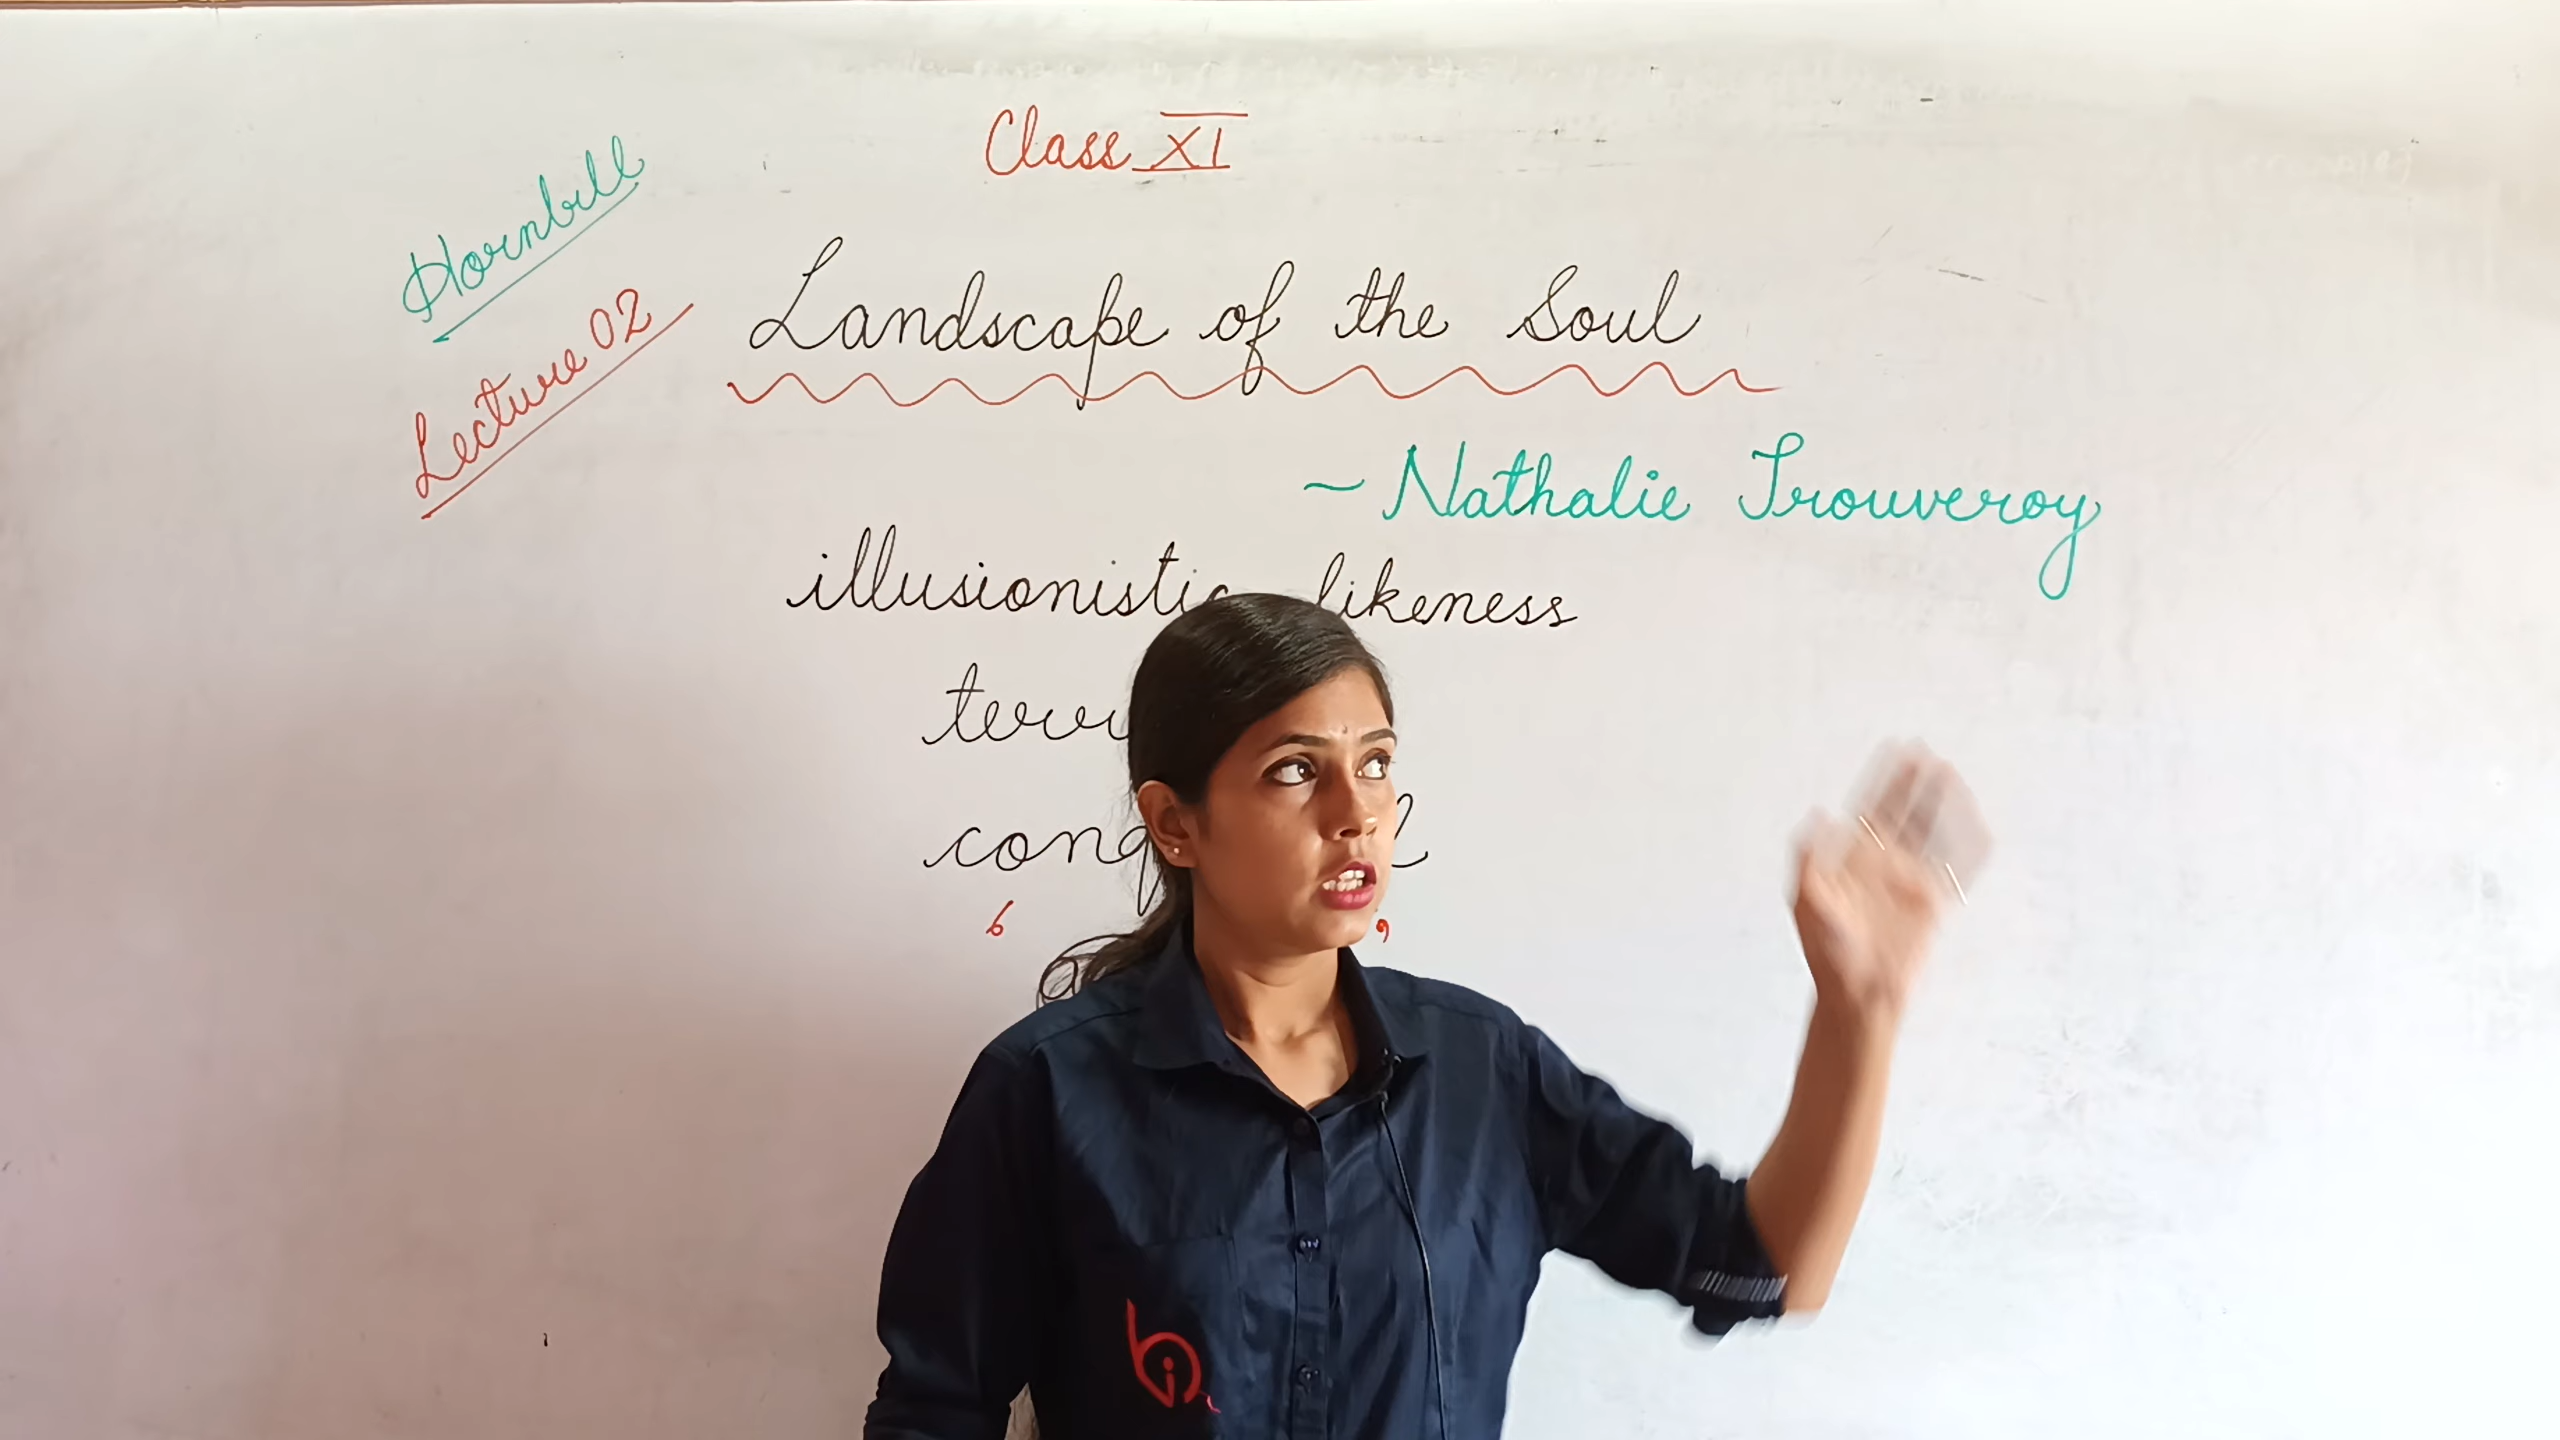 Class XI
Hornbill
Lecture 02
Landscape of the Soul
~ Nathalie Trouveroy
illusionistic likeness